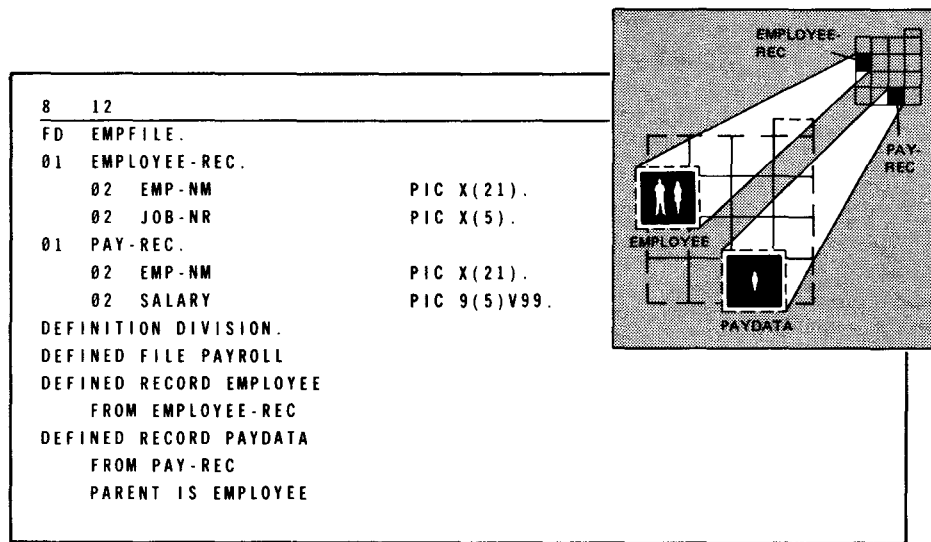 8 12
FD EMPFILE.
01 EMPLOYEE-REC.
02 EMP-NM PIC X(21).
02 JOB-NR PIC X(5).
01 PAY-REC.
02 EMP-NM PIC X(21).
02 SALARY PIC 9(5)V99.
DEFINITION DIVISION.
DEFINED FILE PAYROLL
DEFINED RECORD EMPLOYEE
FROM EMPLOYEE-REC
DEFINED RECORD PAYDATA
FROM PAY-REC
PARENT IS EMPLOYEE
EMPLOYEE-
REC
PAY-
REC
EMPLOYEE
PAYDATA